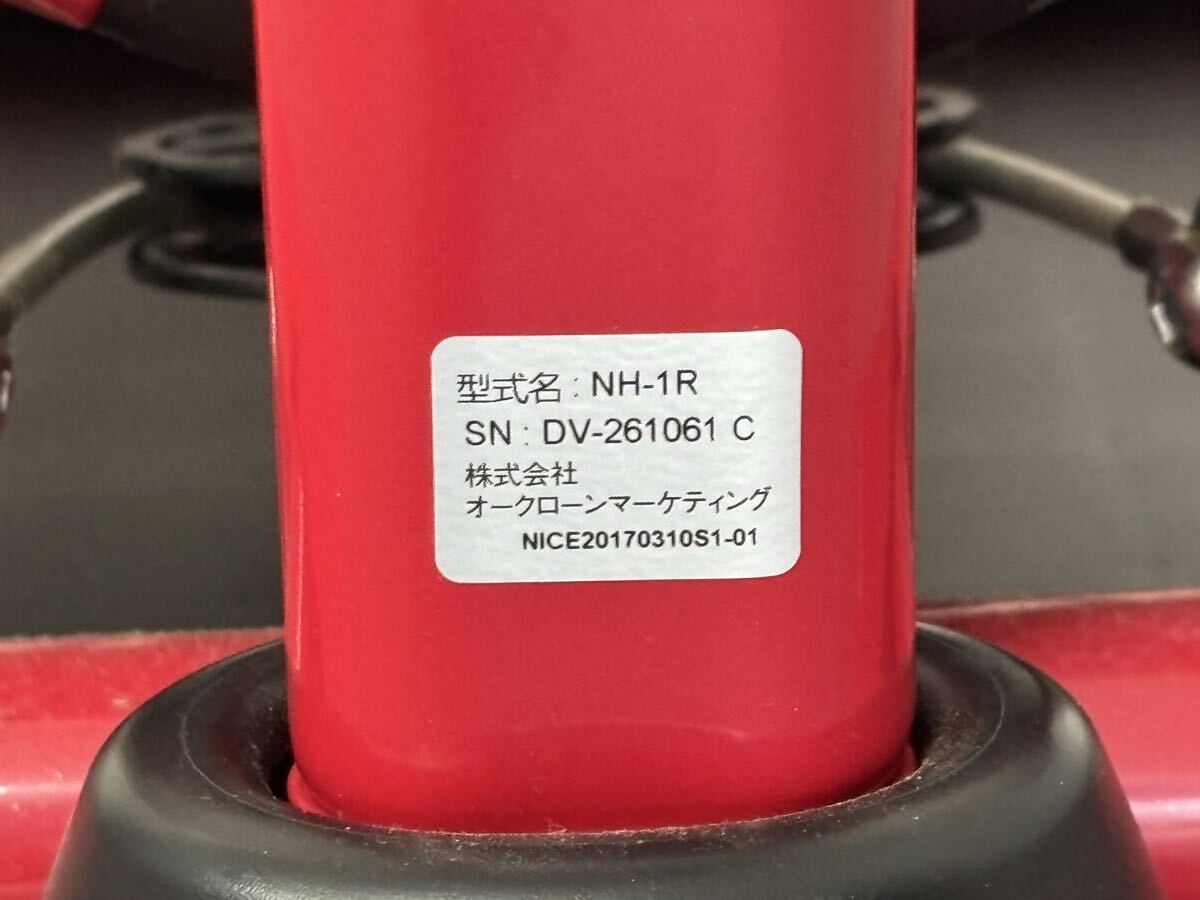 型式名 : NH-1R
SN : DV-261061 C
株式会社
オークローンマーケティング
NICE20170310S1-01